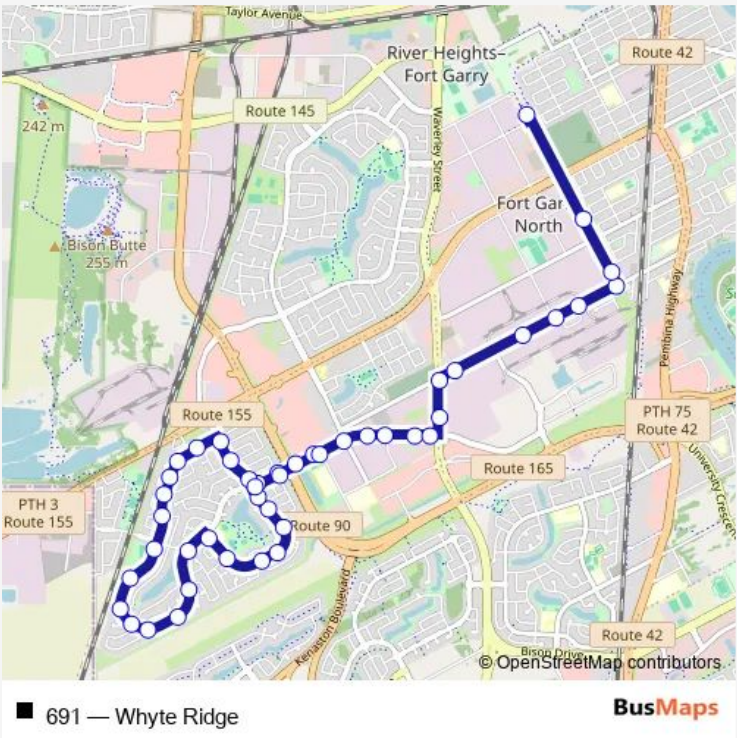 Taylor Avenue
River Heights–
Fort Garry
Route 42
Route 145
242 m
Waverley Street
Fort Gar
North
Bison Butte
255 m
Pembina Highway
Route 155
PTH 75
Route 42
Route 165
University Crescen
PTH 3
Route 155
Route 90
Kenaston Boulevard
Route 42
Bison Drive
© OpenStreetMap contributors
691 — Whyte Ridge
BusMaps